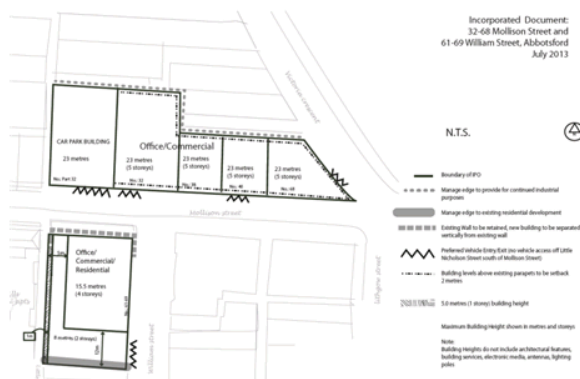 Incorporated Document:
32-68 Mollison Street and
61-69 William Street, Abbotsford
July 2013
N.T.S.
Victoria crescent
CAR PARK BUILDING
23 metres
No. Part 32
Office/Commercial
23 metres
(5 storeys)
23 metres
(5 storeys)
23 metres
(5 storeys)
23 metres
(5 storeys)
Mollison street
Office/
Commercial/
Residential
15.5 metres
(4 storeys)
8 metres (2 storeys)
Boundary of IPO
Manage edge to provide for continued industrial
purposes
Manage edge to existing residential development
Existing Wall to be retained, new building to be separated
vertically from existing wall
Preferred Vehicle Entry/Exit (no vehicle access off Little
Nicholson Street south of Mollison Street)
Building levels above existing parapets to be setback
2 metres
5.0 metres (1 storey) building height
Maximum Building Height shown in metres and storeys
Note:
Building Heights do not include architectural features,
building services, electronic media, antennas, lighting
poles